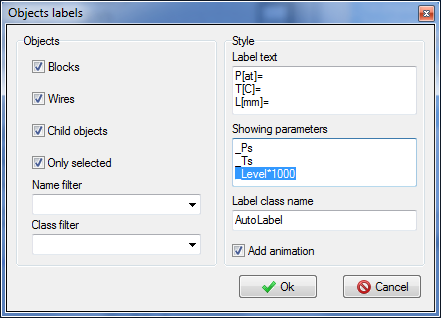 Objects labels
Objects
Blocks
Wires
Child objects
Only selected
Name filter
Class filter
Style
Label text
P[at]=
T[C]=
L[mm]=
Showing parameters
_Ps
_Ts
_Level*1000
Label class name
AutoLabel
Add animation
Ok
Cancel